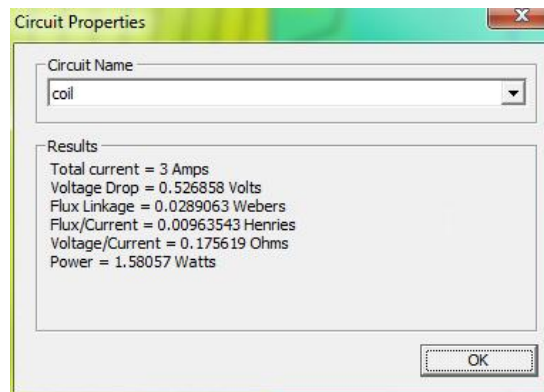 Circuit Properties
X
Circuit Name
coil
Results
Total current = 3 Amps
Voltage Drop = 0.526858 Volts
Flux Linkage = 0.0289063 Webers
Flux/Current = 0.00963543 Henries
Voltage/Current = 0.175619 Ohms
Power = 1.58057 Watts
OK